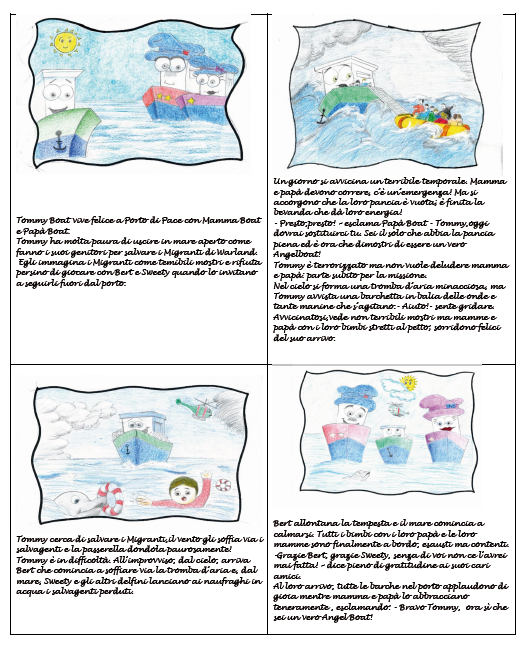 Tommy Boat vive felice a Porto di Pace con Mamma Boat
e Papà Boat.
Tommy ha molta paura di uscire in mare aperto come
fanno i suoi genitori per salvare i Migranti di Warland.
Egli immagina i Migranti come temibili mostri e rifiuta
persino di giocare con Bert e Sweety quando lo invitano
a seguirli fuori dal porto.
Un giorno si avvicina un terribile temporale. Mamma
e papà devono correre, c'è un'emergenza! Ma si
accorgono che la loro pancia è vuota; è finita la
bevanda che dà loro energia!
- Presto,presto! - esclama Papà Boat - Tommy,oggi
dovrai sostituirci tu. Sei il solo che abbia la pancia
piena ed è ora che dimostri di essere un vero
Angelboat!
Tommy è terrorizzato ma non vuole deludere mamma
e papà: parte subito per la missione.
Nel cielo si forma una tromba d'aria minacciosa, ma
Tommy avvista una barchetta in balia delle onde e
tante manine che s'agitano:- Aiuto!- sente gridare.
Avvicinatosi,vede non terribili mostri ma mamme e
papà con i loro bimbi stretti al petto; sorridono felici
del suo arrivo.
Tommy cerca di salvare i Migranti,il vento gli soffia via i
salvagenti e la passerella dondola paurosamente!
Tommy è in difficoltà. All'improvviso, dal cielo, arriva
Bert che comincia a soffiare via la tromba d'aria e, dal
mare, Sweety e gli altri delfini lanciano ai naufraghi in
acqua i salvagenti perduti.
Bert allontana la tempesta e il mare comincia a
calmarsi. Tutti i bimbi con i loro papà e le loro
mamme sono finalmente a bordo, esausti ma contenti.
-Grazie Bert, grazie Sweety, senza di voi non ce l'avrei
mai fatta! - dice pieno di gratitudine ai suoi cari
amici.
Al loro arrivo, tutte le barche nel porto applaudono di
gioia mentre mamma e papà lo abbracciano
teneramente , esclamando: - Bravo Tommy, ora sì che
sei un vero Angel Boat!